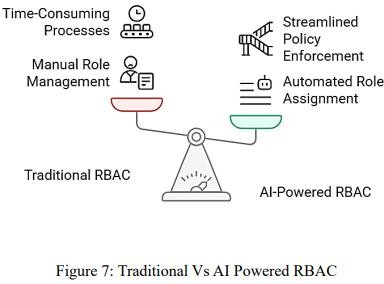 Time-Consuming
Processes
Manual Role
Management
Streamlined
Policy
Enforcement
Automated Role
Assignment
Traditional RBAC
AI-Powered RBAC
Figure 7: Traditional Vs AI Powered RBAC